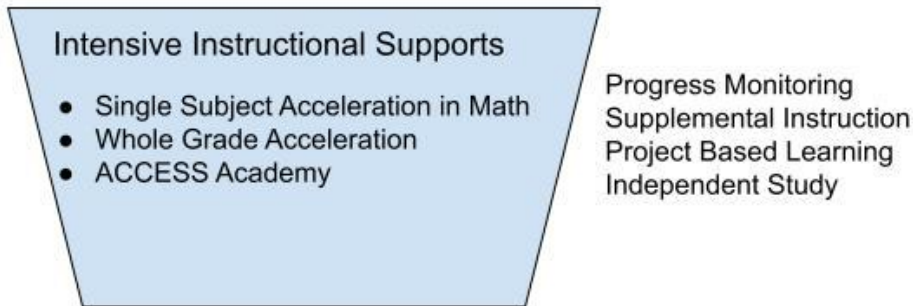 Intensive Instructional Supports
● Single Subject Acceleration in Math
● Whole Grade Acceleration
● ACCESS Academy
Progress Monitoring
Supplemental Instruction
Project Based Learning
Independent Study